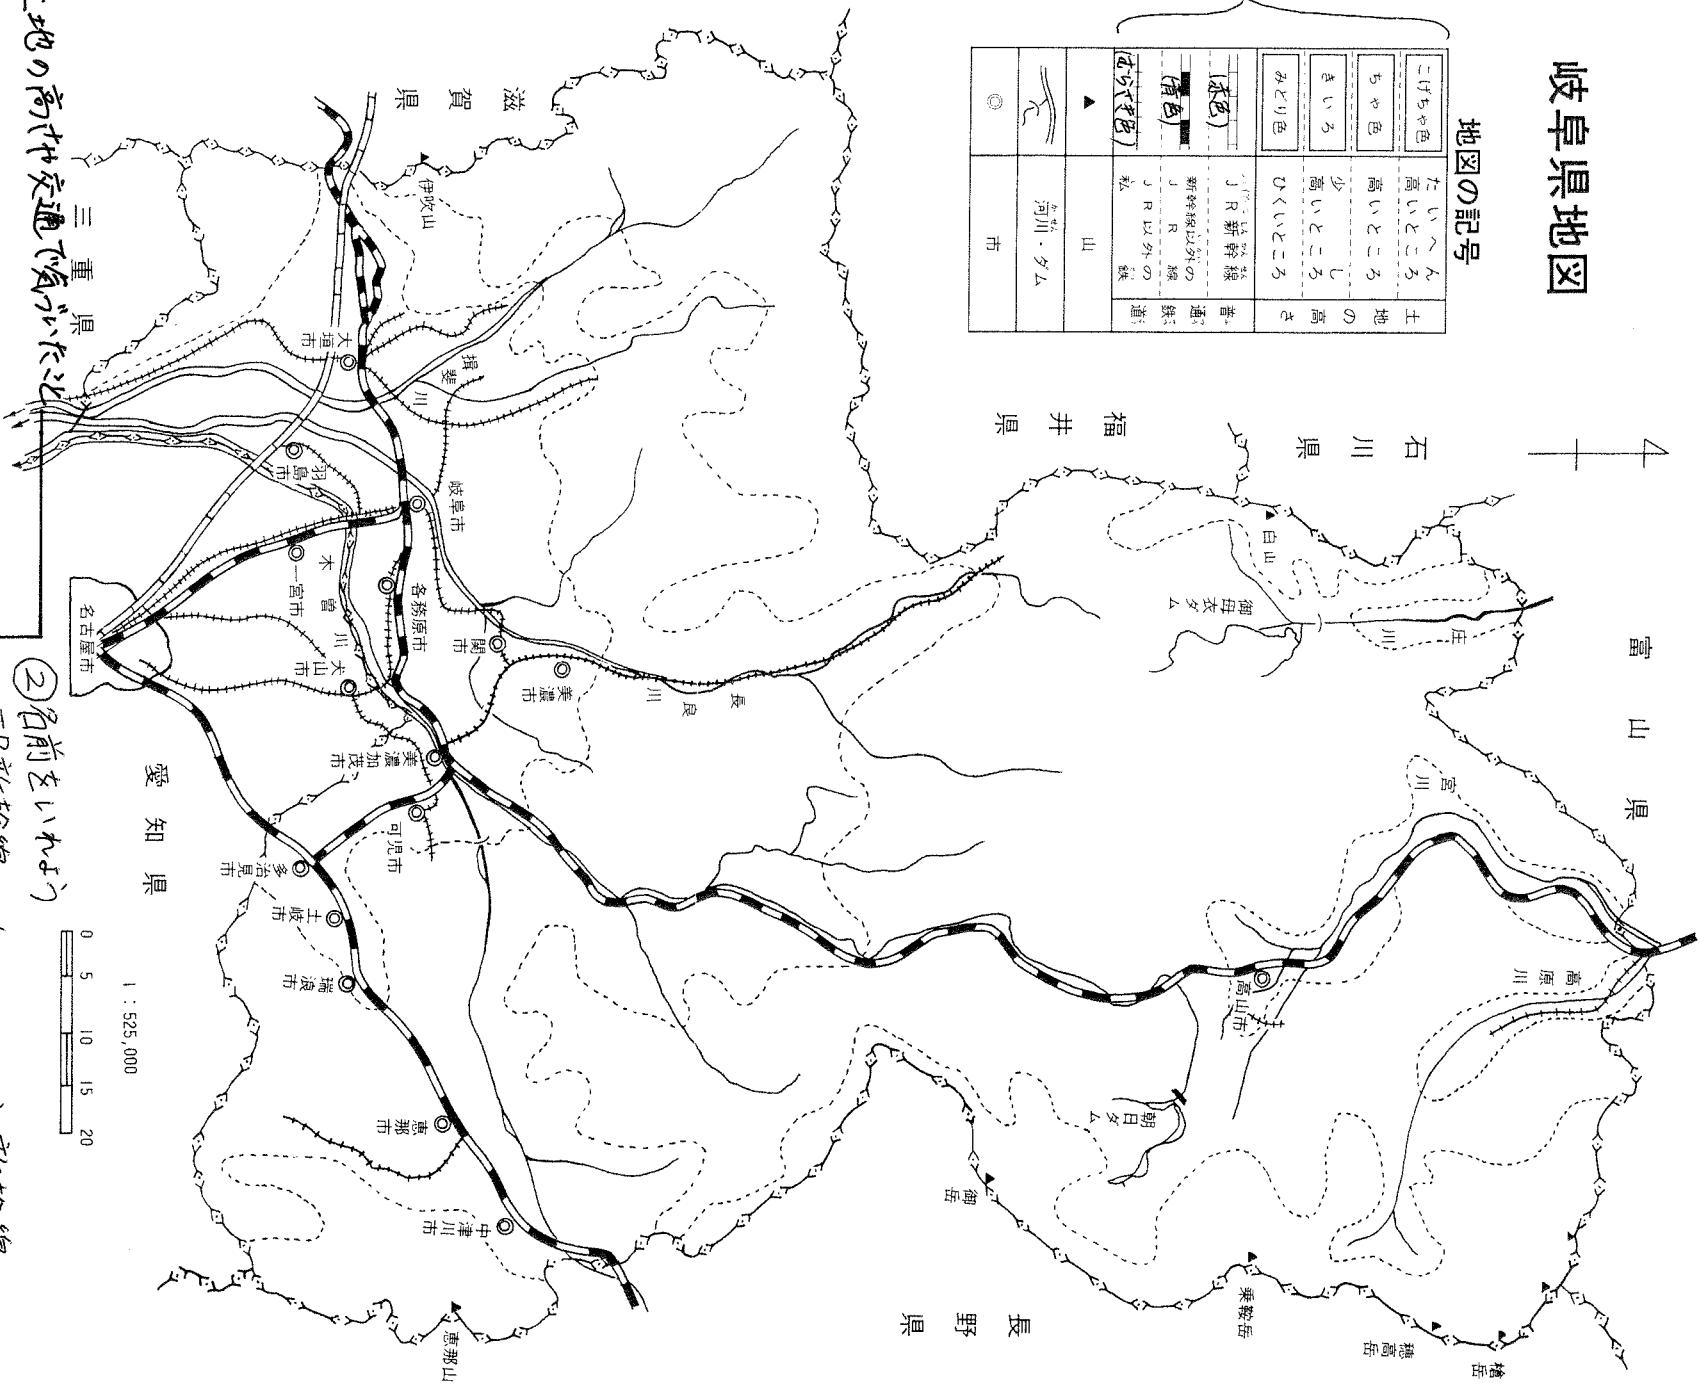 岐阜県地図
地図の記号
こげちゃ色
たいへん高いところ
ちゃ色
高いところ
きいろ
少し高いところ
みどり色
ひくいところ
土地の高さ
(赤色)
JR新幹線
(青色)
新幹線以外のJR線
(むらさき色)
JR以外の私鉄
普通鉄道
▲
山
河川・ダム
◎
市
富山県
石川県
福井県
滋賀県
三重県
愛知県
長野県
白山
御母衣ダム
庄川
宮川
高原川
高山市
朝日ダム
槍岳
穂高岳
乗鞍岳
御岳
恵那山
伊吹山
揖斐川
大垣市
羽島市
岐阜市
一宮市
木曽川
各務原市
犬山市
関市
美濃市
長良川
美濃加茂市
可児市
多治見市
土岐市
瑞浪市
恵那市
中津川市
名古屋市
1:525,000
0 5 10 15 20
土地の高さや交通で気づいたこと
②名前をいれよう